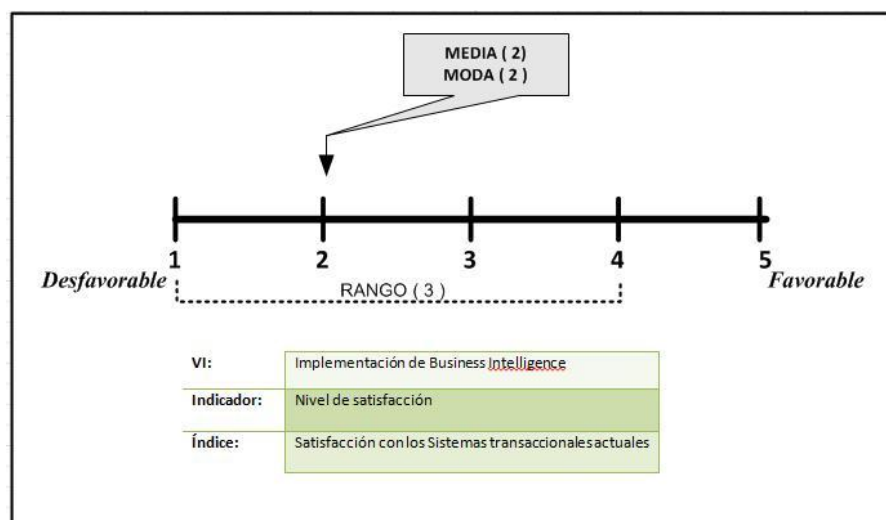 MEDIA ( 2)
MODA ( 2 )
1 2 3 4 5
Desfavorable Favorable
RANGO ( 3 )
VI: Implementación de Business Intelligence
Indicador: Nivel de satisfacción
Índice: Satisfacción con los Sistemas transaccionales actuales